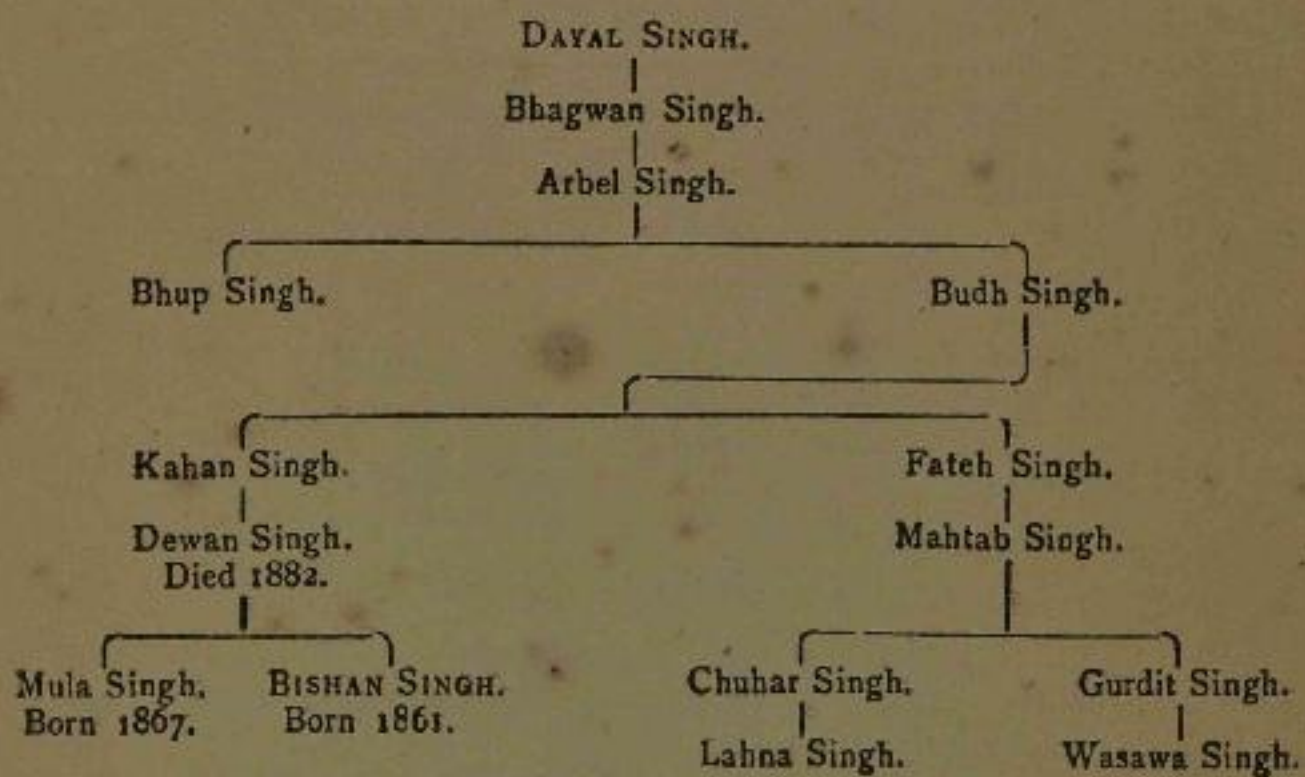 DAYAL SINGH.
Bhagwan Singh.
Arbel Singh.
Bhup Singh. Budh Singh.
Kahan Singh. Fateh Singh.
Dewan Singh. Mahtab Singh.
Died 1882.
Mula Singh. BISHAN SINGH. Chuhar Singh. Gurdit Singh.
Born 1867. Born 1861.
Lahna Singh. Wasawa Singh.